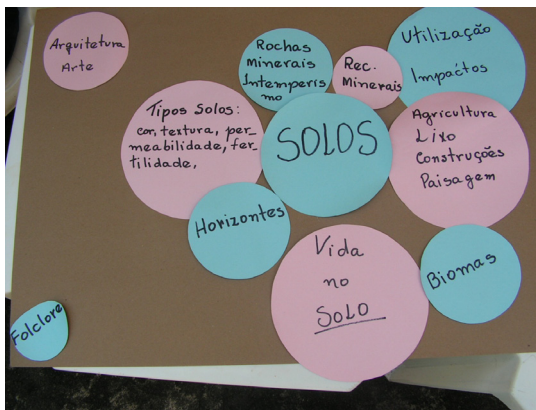 Arquitetura
Arte
Rochas
Minerais
Intemperis
mo
Rec.
Minerais
Utilização
Impactos
Tipos Solos:
cor, textura, per_
meabilidade, fer_
tilidade,
SOLOS
Agricultura
Lixo
Construções
Paisagem
Horizontes
Vida
no
SOLO
Biomas
Folclore